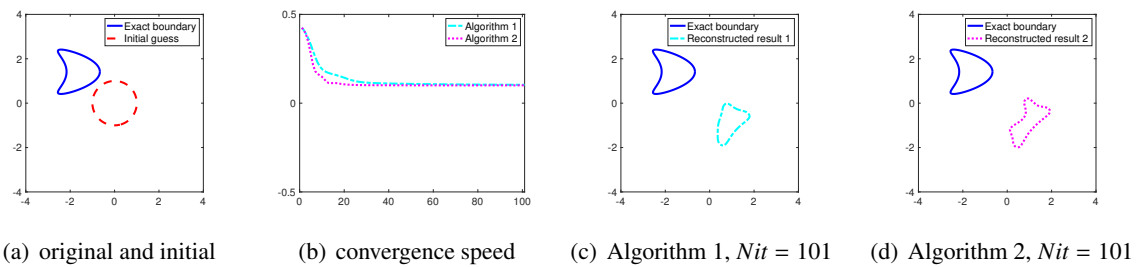 Exact boundary
Initial guess
4
2
0
-2
-4
-4 -2 0 2 4
(a) original and initial
Algorithm 1
Algorithm 2
0.5
0
-0.5
0 20 40 60 80 100
(b) convergence speed
Exact boundary
Reconstructed result 1
4
2
0
-2
-4
-4 -2 0 2 4
(c) Algorithm 1, Nit = 101
Exact boundary
Reconstructed result 2
4
2
0
-2
-4
-4 -2 0 2 4
(d) Algorithm 2, Nit = 101